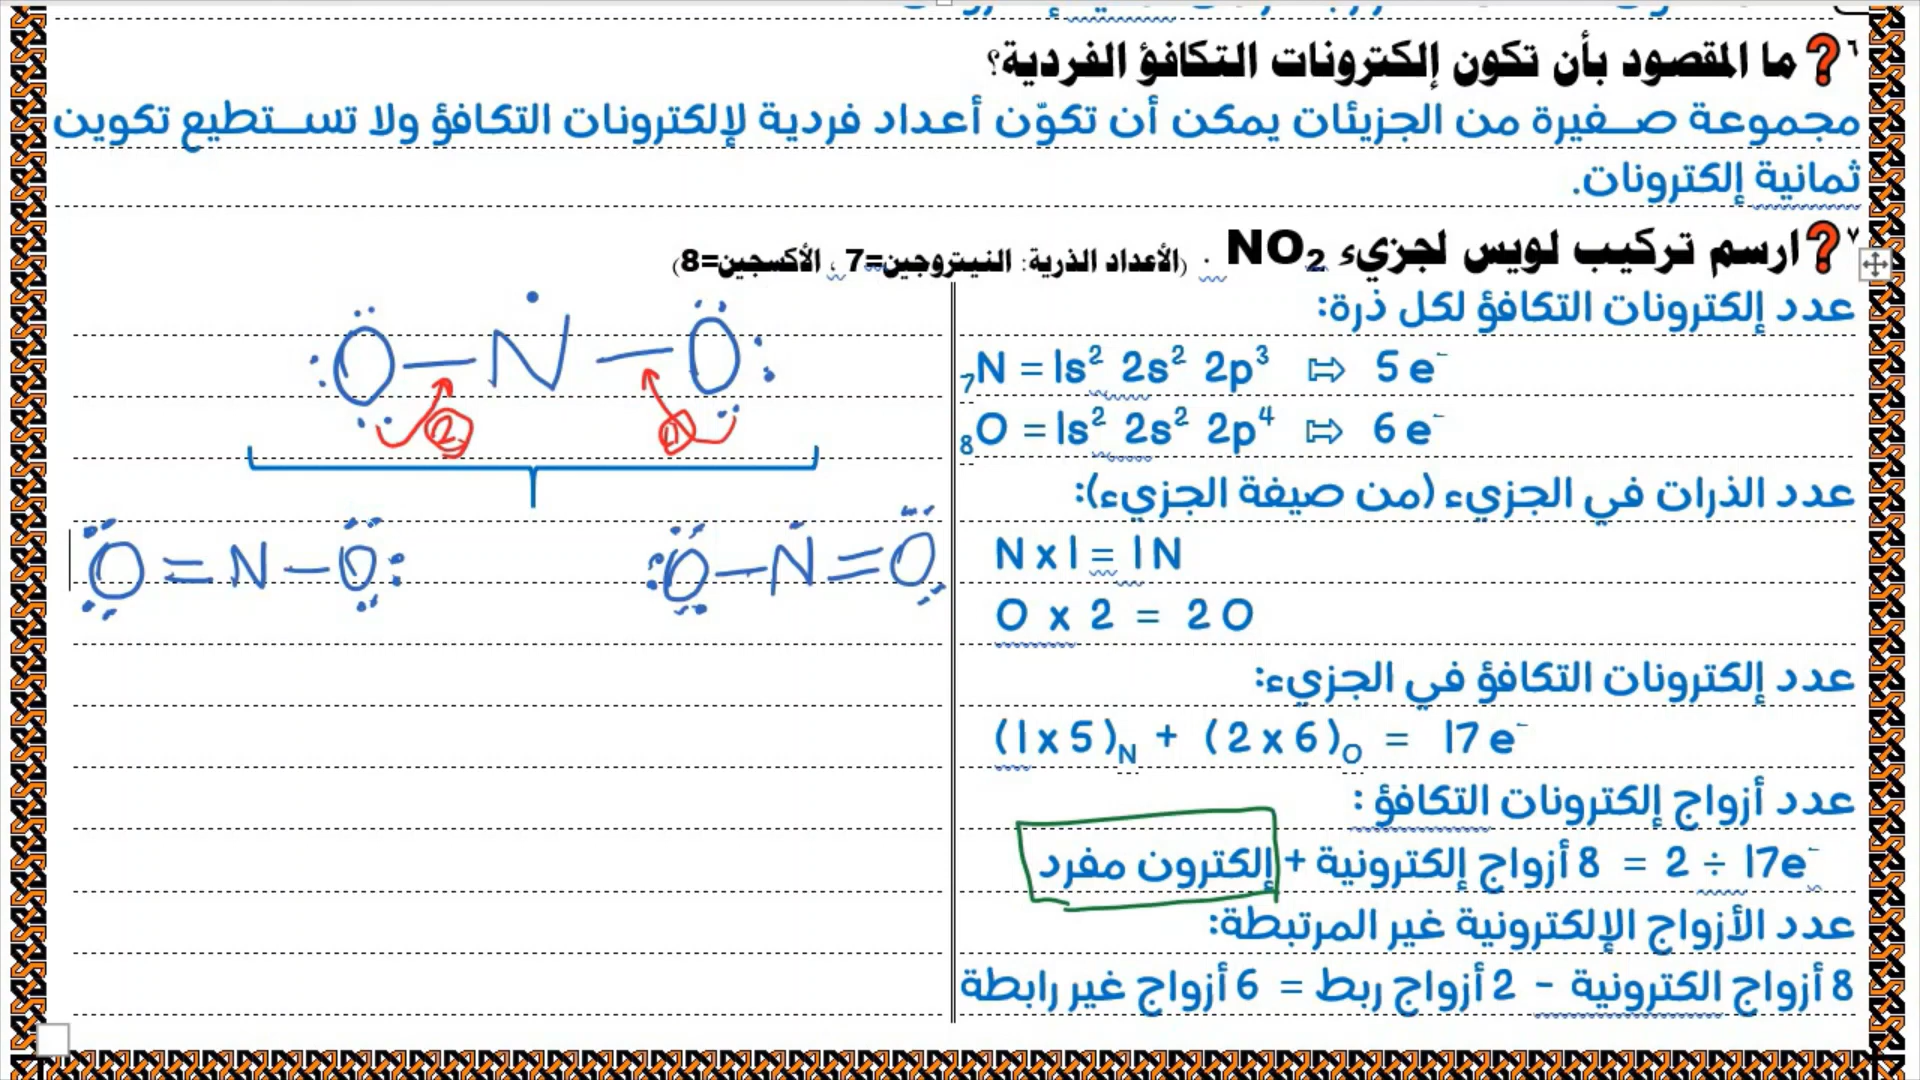 ٦ ❓ ما المقصود بأن تكون إلكترونات التكافؤ الفردية؟
مجموعة صغيرة من الجزيئات يمكن أن تكوّن أعداد فردية لإلكترونات التكافؤ ولا تستطيع تكوين
ثمانية إلكترونات.
٧ ❓ ارسم تركيب لويس لجزيء NO₂ . (الأعداد الذرية: النيتروجين=7 ، الأكسجين=8)
عدد إلكترونات التكافؤ لكل ذرة:
₇N = 1s² 2s² 2p³ ⇨ 5 e⁻
₈O = 1s² 2s² 2p⁴ ⇨ 6 e⁻
عدد الذرات في الجزيء (من صيغة الجزيء):
N x 1 = 1 N
O x 2 = 2 O
عدد إلكترونات التكافؤ في الجزيء:
(1 x 5)N + (2 x 6)O = 17 e⁻
عدد أزواج إلكترونات التكافؤ :
17e⁻ ÷ 2 = 8 أزواج إلكترونية + إلكترون مفرد
عدد الأزواج الإلكترونية غير المرتبطة:
8 أزواج الكترونية - 2 أزواج ربط = 6 أزواج غير رابطة
O — N — O
2 1
O = N — O
O — N = O